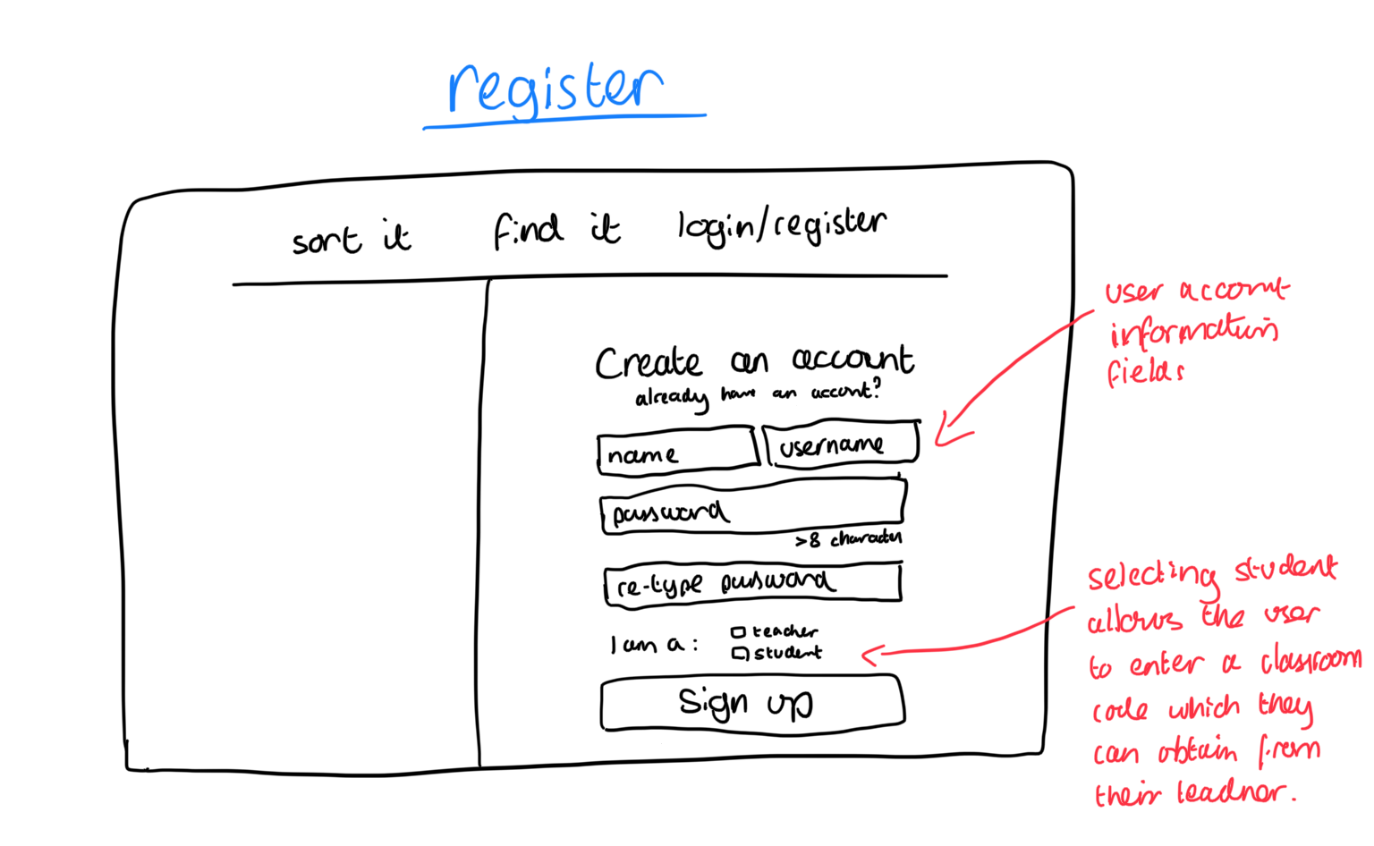 register
sort it find it login/register
Create an account
already have an account?
name username
password
>8 character
re-type password
I am a: teacher
student
Sign up
user account
information
fields
selecting student
allows the user
to enter a classroom
code which they
can obtain from
their